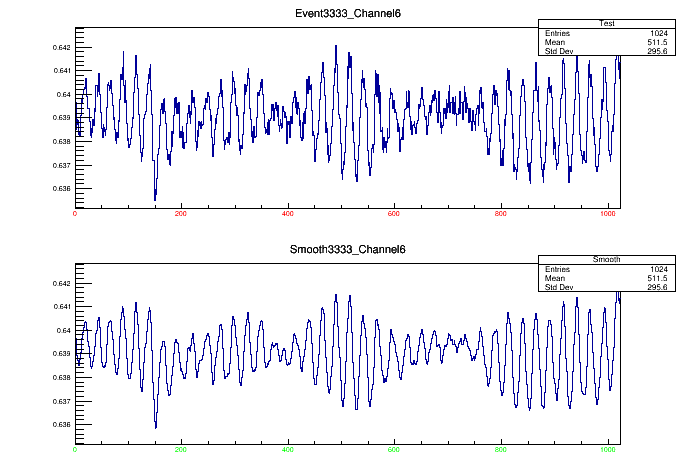 Event3333_Channel6
Test
Entries 1024
Mean 511.5
Std Dev 295.6
0.642
0.641
0.64
0.639
0.638
0.637
0.636
0 200 400 600 800 1000
Smooth3333_Channel6
Smooth
Entries 1024
Mean 511.5
Std Dev 295.6
0.642
0.641
0.64
0.639
0.638
0.637
0.636
0 200 400 600 800 1000